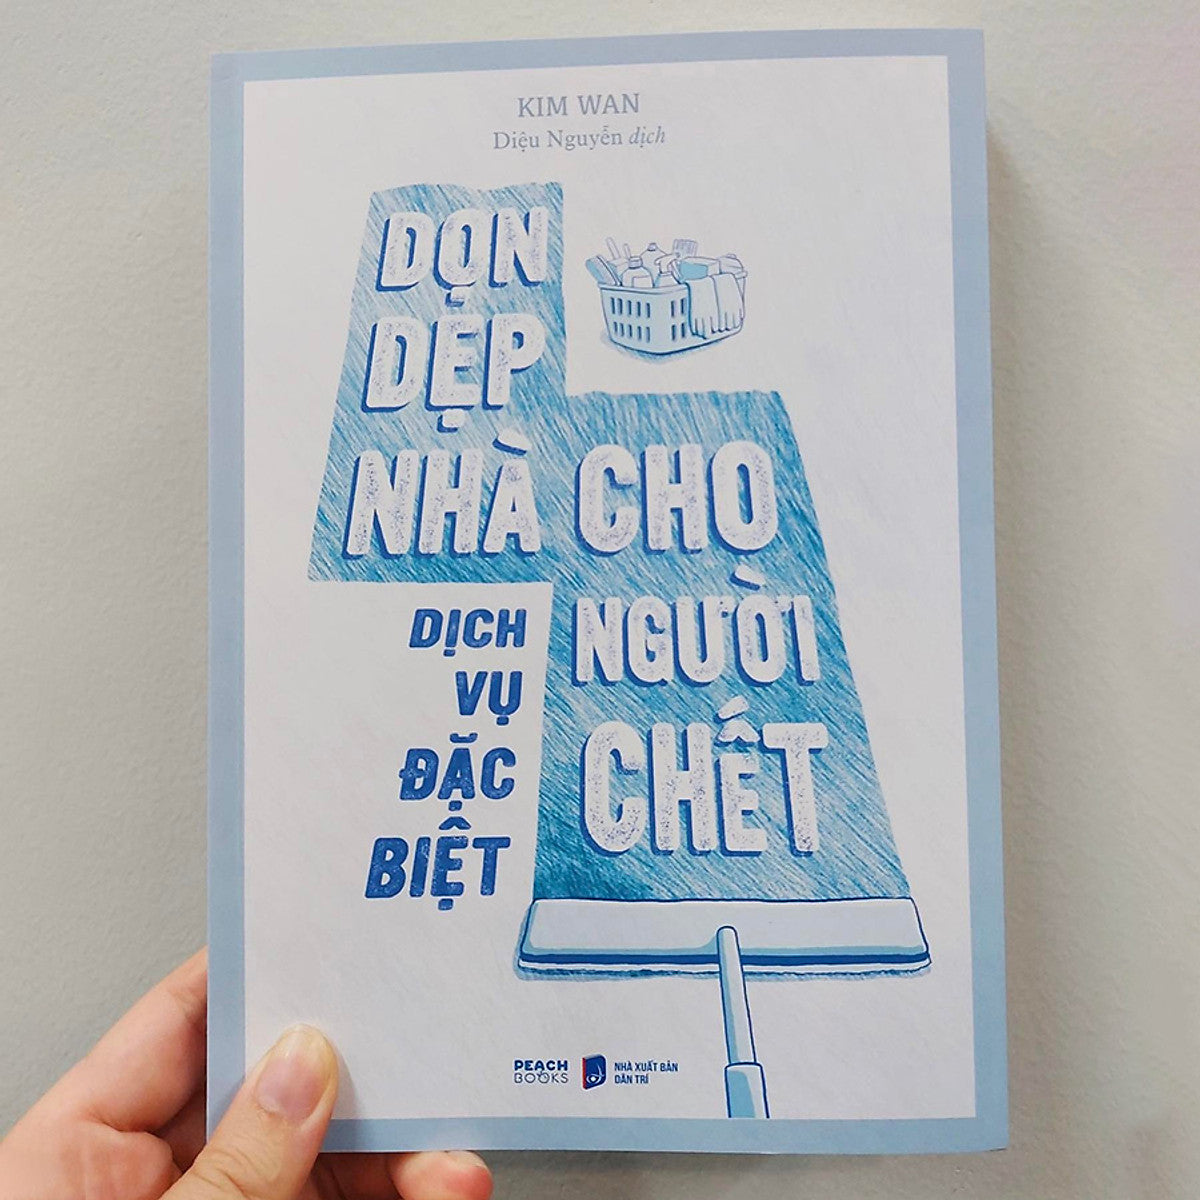 KIM WAN
Diệu Nguyễn dịch
DỌN
DẸP
NHÀ
CHO
NGƯỜI
CHẾT
DỊCH
VỤ
ĐẶC
BIỆT
PEACH
BOOKS
NHÀ XUẤT BẢN
DÂN TRÍ